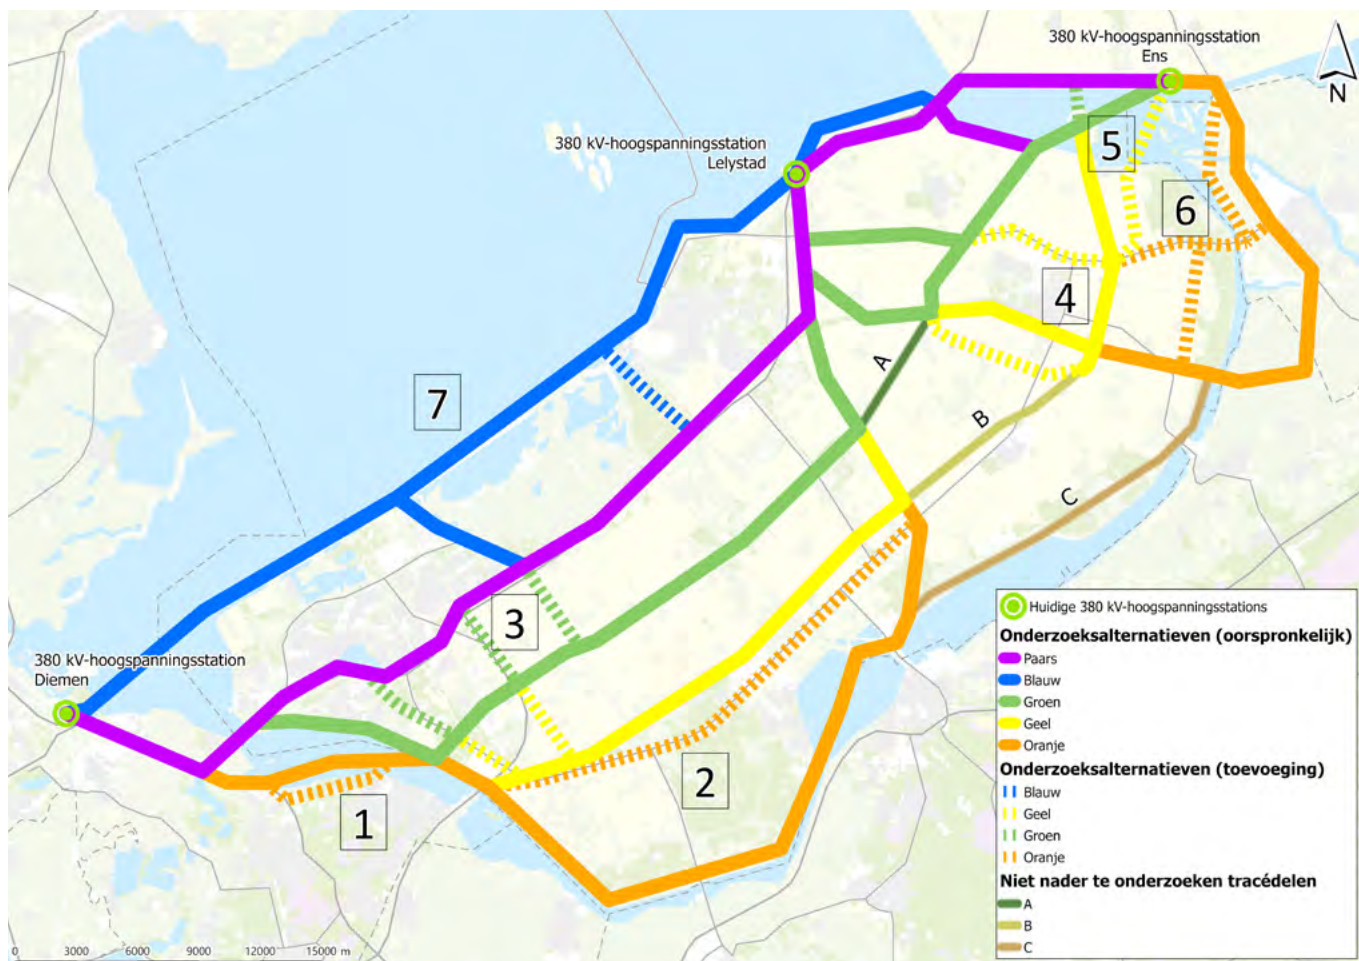 380 kV-hoogspanningsstation
Ens
N
380 kV-hoogspanningsstation
Lelystad
5
6
4
A
7
B
C
3
380 kV-hoogspanningsstation
Diemen
2
1
Huidige 380 kV-hoogspanningsstations
Onderzoeksalternatieven (oorspronkelijk)
Paars
Blauw
Groen
Geel
Oranje
Onderzoeksalternatieven (toevoeging)
Blauw
Geel
Groen
Oranje
Niet nader te onderzoeken tracédelen
A
B
C
0 3000 6000 9000 12000 15000 m